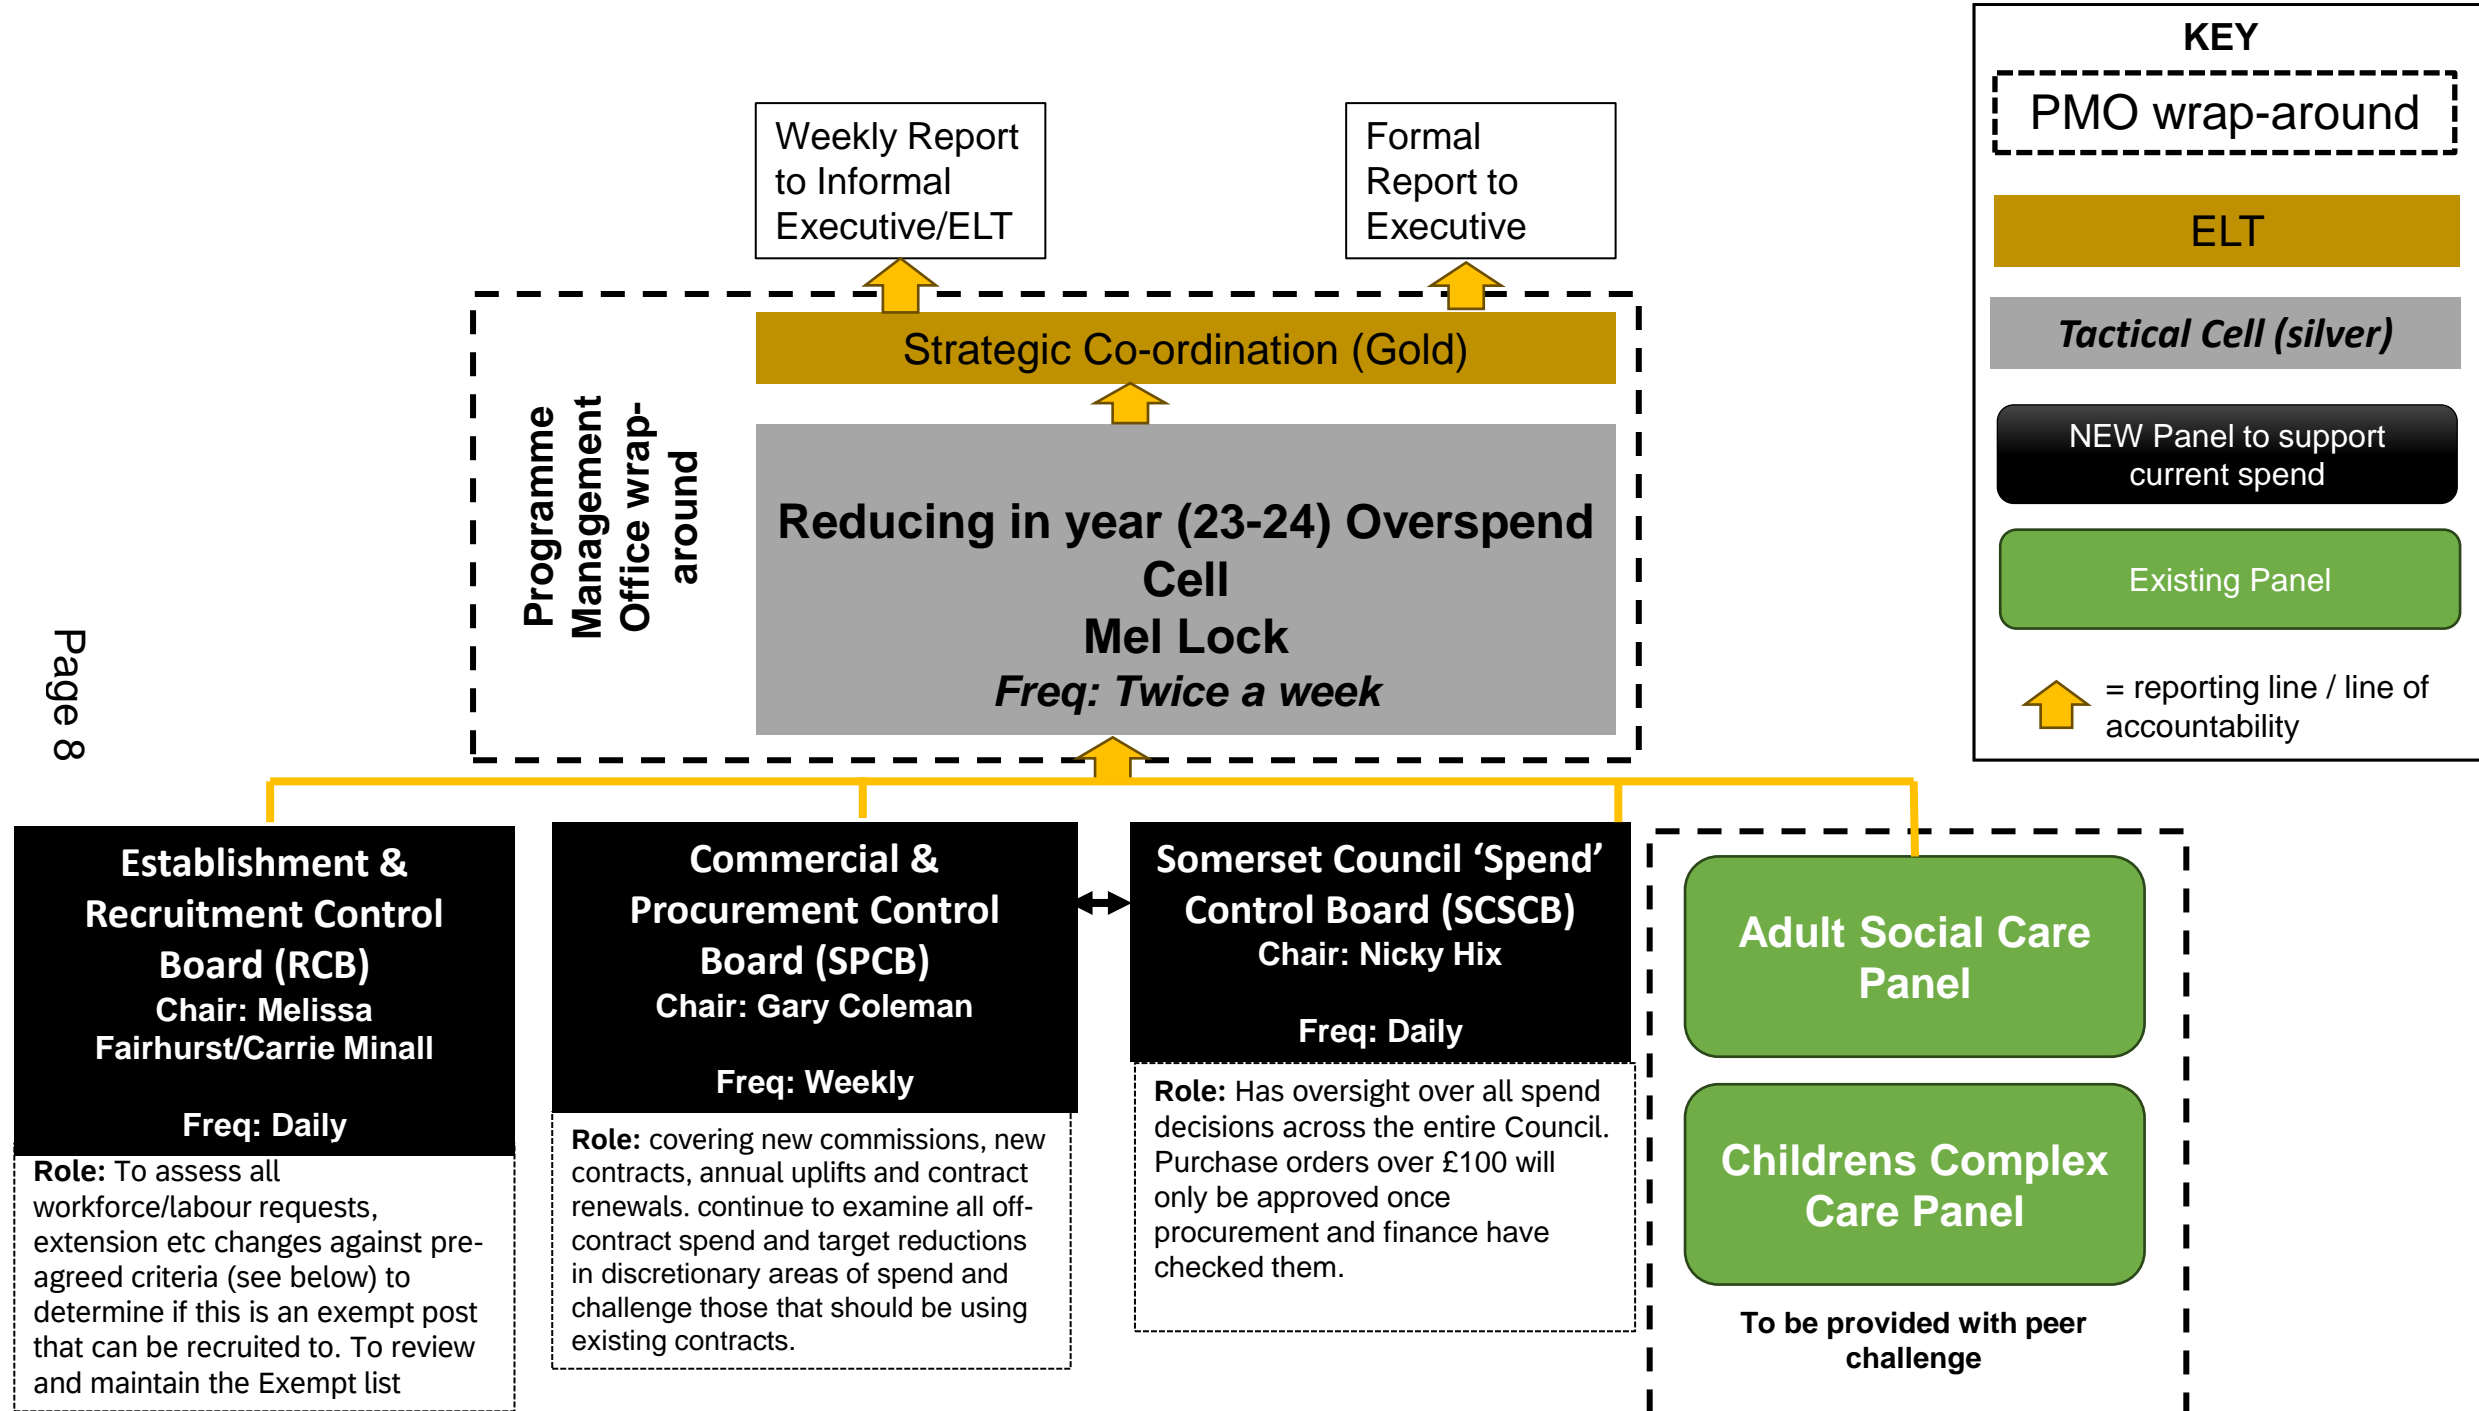 KEY
PMO wrap-around
ELT
Tactical Cell (silver)
NEW Panel to support
current spend
Existing Panel
= reporting line / line of
accountability
Weekly Report
to Informal
Executive/ELT
Formal
Report to
Executive
Strategic Co-ordination (Gold)
Programme
Management
Office wrap-
around
Reducing in year (23-24) Overspend
Cell
Mel Lock
Freq: Twice a week
Page 8
Establishment &
Recruitment Control
Board (RCB)
Chair: Melissa
Fairhurst/Carrie Minall
Freq: Daily
Role: To assess all
workforce/labour requests,
extension etc changes against pre-
agreed criteria (see below) to
determine if this is an exempt post
that can be recruited to. To review
and maintain the Exempt list
Commercial &
Procurement Control
Board (SPCB)
Chair: Gary Coleman
Freq: Weekly
Role: covering new commissions, new
contracts, annual uplifts and contract
renewals. continue to examine all off-
contract spend and target reductions
in discretionary areas of spend and
challenge those that should be using
existing contracts.
Somerset Council ‘Spend’
Control Board (SCSCB)
Chair: Nicky Hix
Freq: Daily
Role: Has oversight over all spend
decisions across the entire Council.
Purchase orders over £100 will
only be approved once
procurement and finance have
checked them.
Adult Social Care
Panel
Childrens Complex
Care Panel
To be provided with peer
challenge